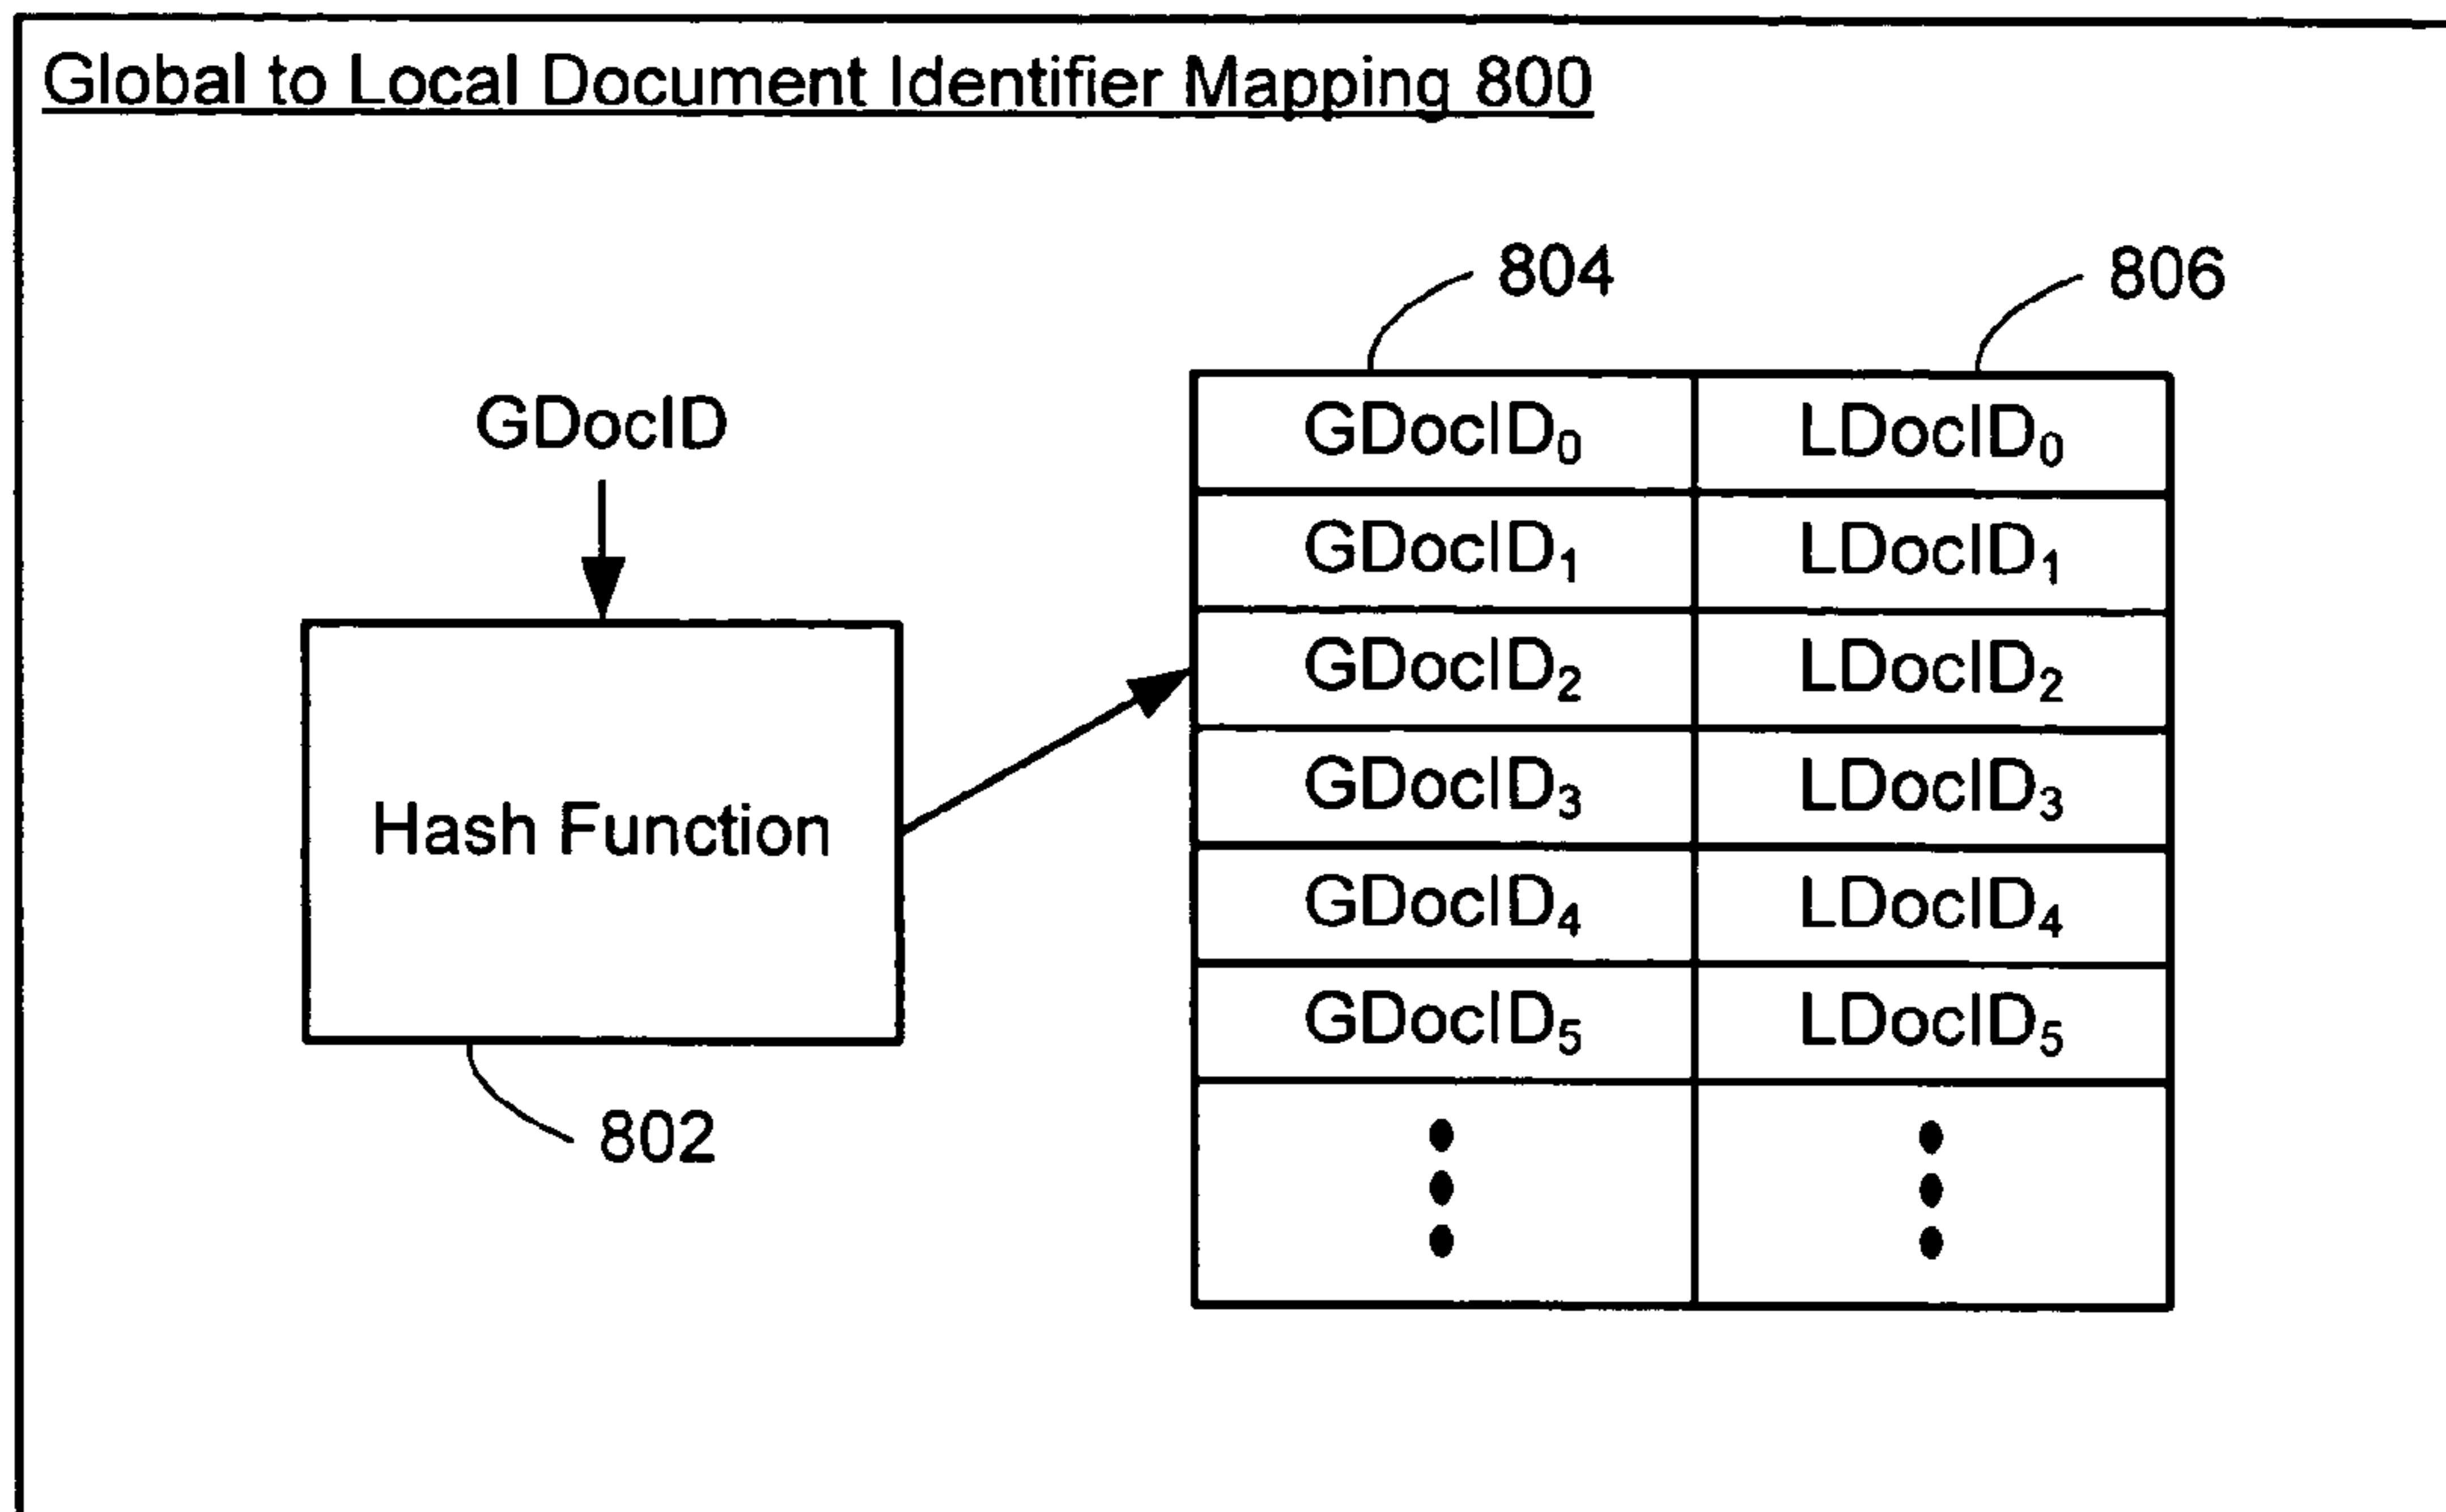 Global to Local Document Identifier Mapping 800
804
806
GDocID
GDocID₀ LDocID₀
GDocID₁ LDocID₁
GDocID₂ LDocID₂
GDocID₃ LDocID₃
Hash Function
GDocID₄ LDocID₄
GDocID₅ LDocID₅
802